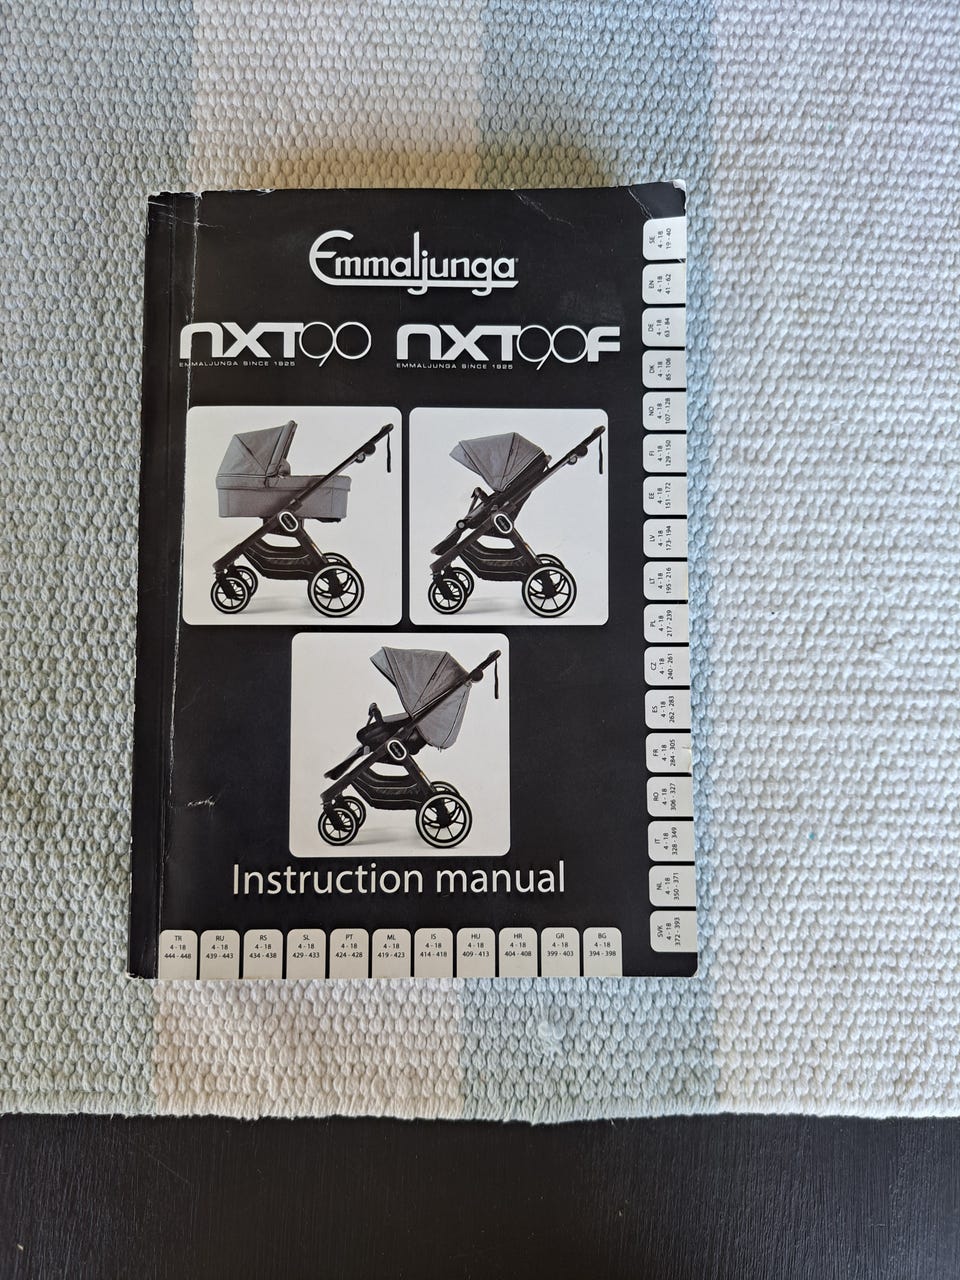 Emmaljunga
NXT90 NXT90F
EMMALJUNGA SINCE 1925 EMMALJUNGA SINCE 1925
Instruction manual
SE
4 - 18
19 - 40
EN
4 - 18
41 - 62
DE
4 - 18
63 - 84
DK
4 - 18
85 - 106
NO
4 - 18
107 - 128
FI
4 - 18
129 - 150
EE
4 - 18
151 - 172
LV
4 - 18
173 - 194
LT
4 - 18
195 - 216
PL
4 - 18
217 - 239
CZ
4 - 18
240 - 261
ES
4 - 18
262 - 283
FR
4 - 18
284 - 305
RO
4 - 18
306 - 327
IT
4 - 18
328 - 349
NL
4 - 18
350 - 371
SVK
4 - 18
372 - 393
TR
4 - 18
444 - 448
RU
4 - 18
439 - 443
RS
4 - 18
434 - 438
SL
4 - 18
429 - 433
PT
4 - 18
424 - 428
ML
4 - 18
419 - 423
IS
4 - 18
414 - 418
HU
4 - 18
409 - 413
HR
4 - 18
404 - 408
GR
4 - 18
399 - 403
BG
4 - 18
394 - 398